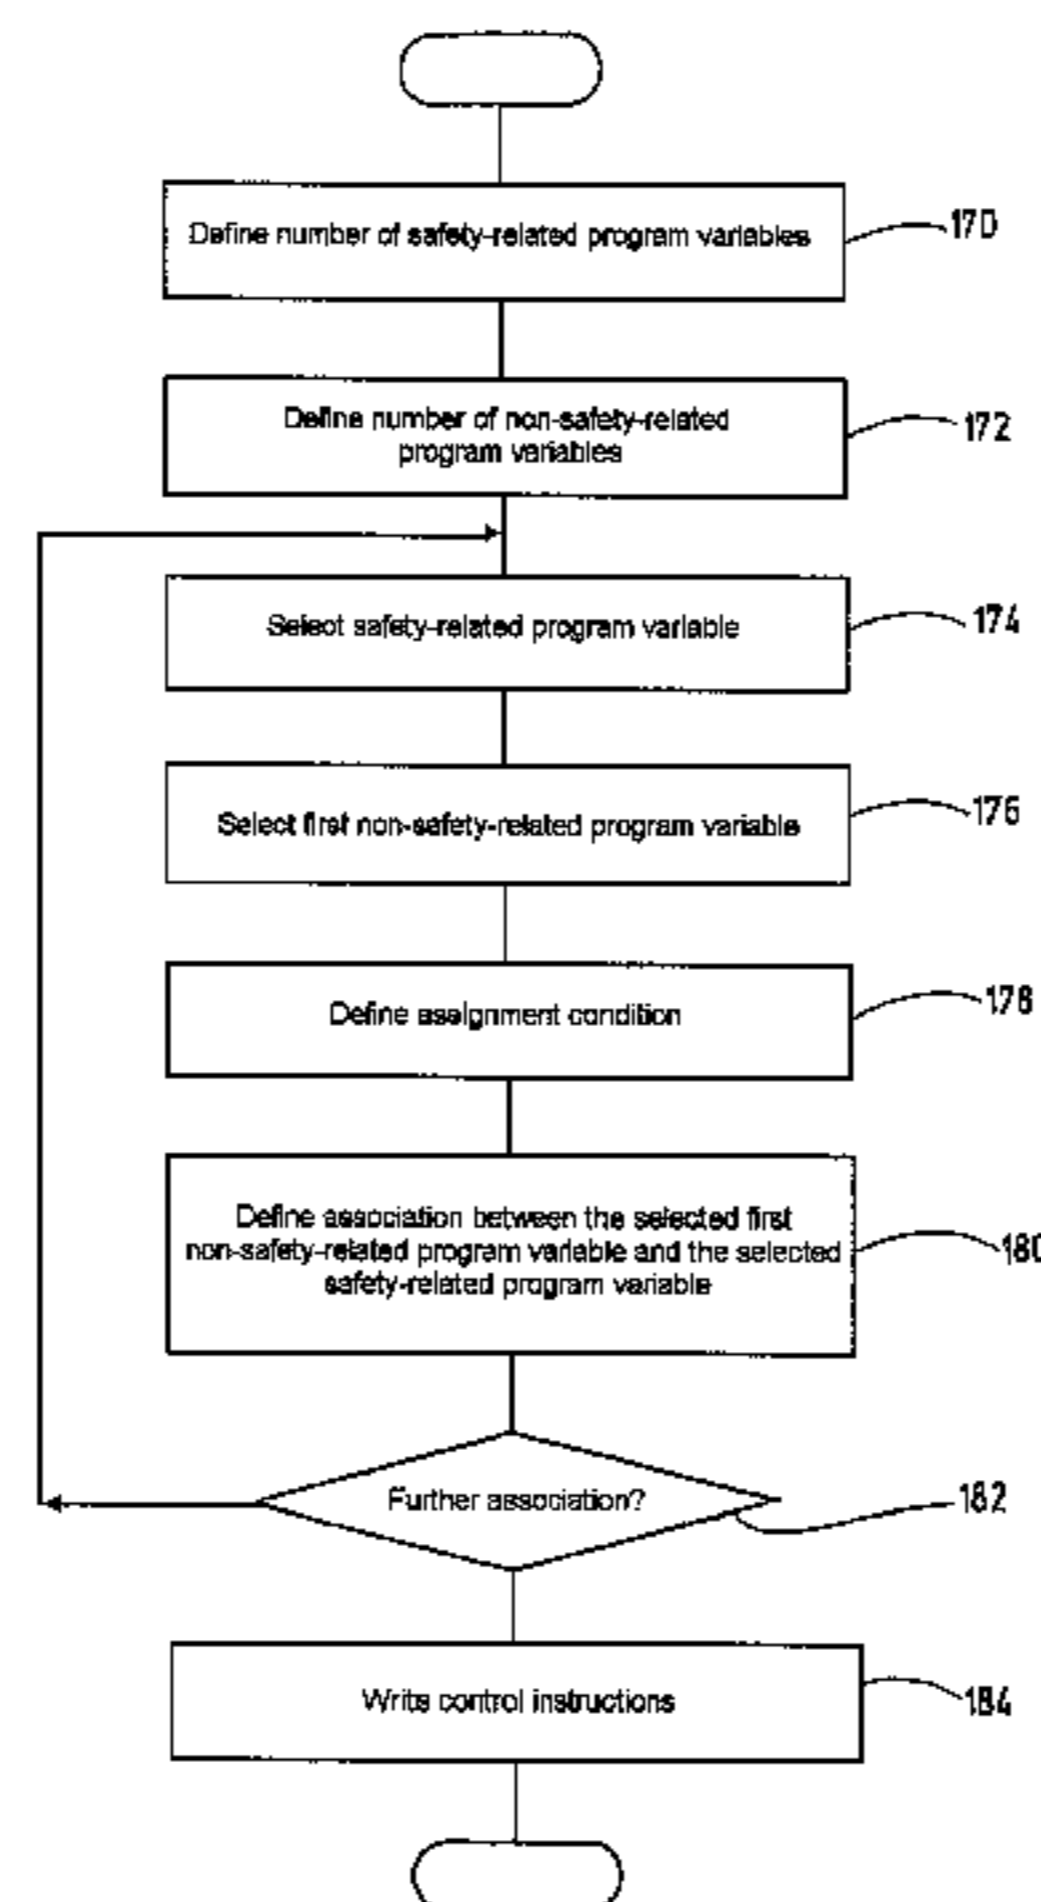 Define number of safety-related program variables
170
Define number of non-safety-related
program variables
172
Select safety-related program variable
174
Select first non-safety-related program variable
176
Define assignment condition
178
Define association between the selected first
non-safety-related program variable and the selected
safety-related program variable
180
Further association?
182
Write control instructions
184